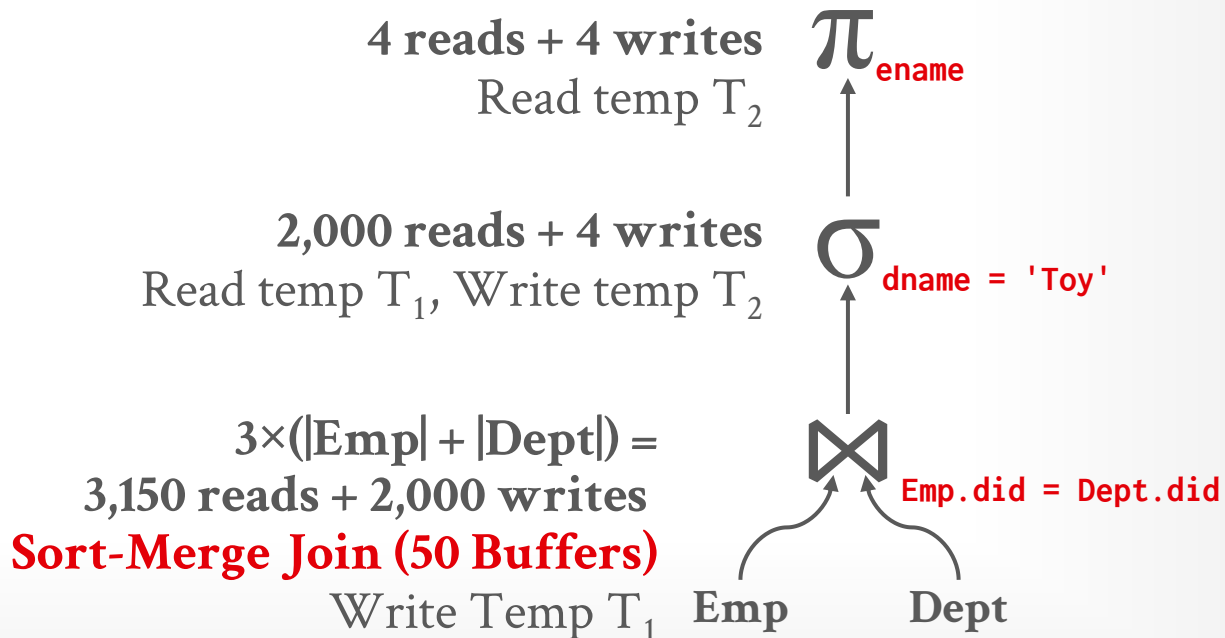 4 reads + 4 writes
π ename
Read temp T₂
2,000 reads + 4 writes
σ dname = 'Toy'
Read temp T₁, Write temp T₂
3×(|Emp| + |Dept|) =
⋈
3,150 reads + 2,000 writes
Emp.did = Dept.did
Sort-Merge Join (50 Buffers)
Write Temp T₁
Emp
Dept